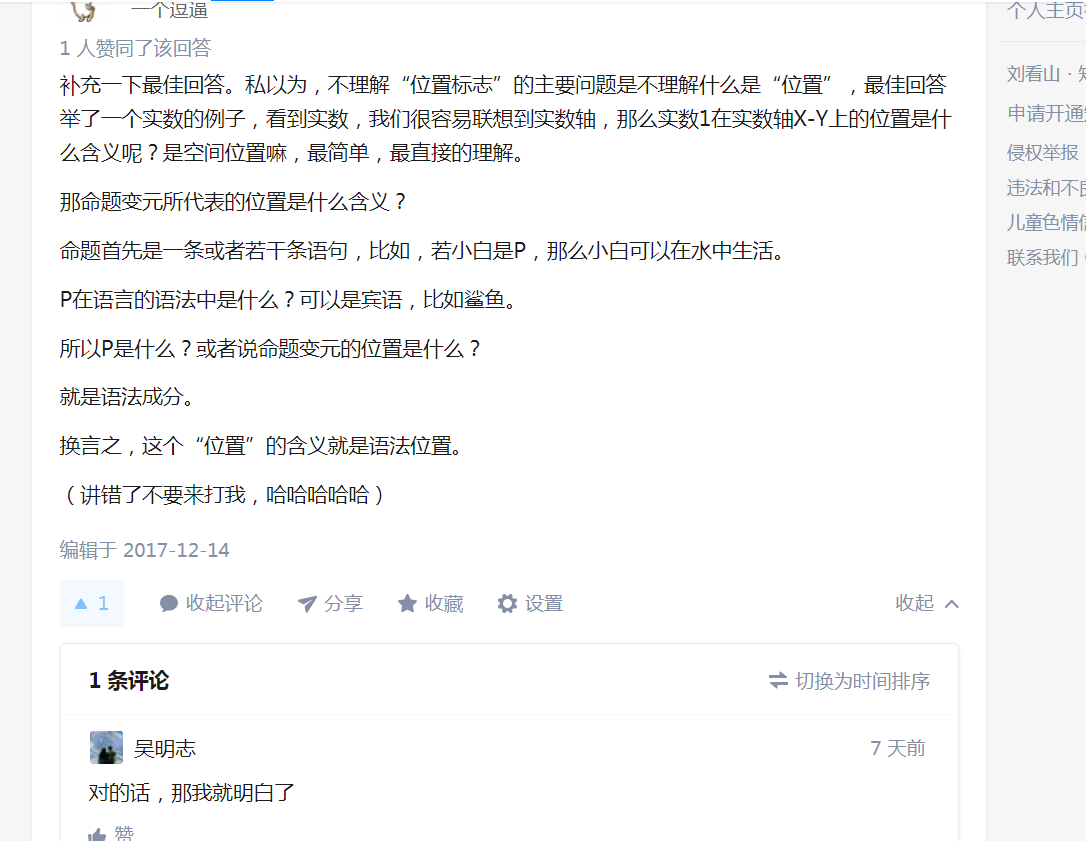 一个逗逼
1 人赞同了该回答
补充一下最佳回答。私以为，不理解“位置标志”的主要问题是不理解什么是“位置”，最佳回答
举了一个实数的例子，看到实数，我们很容易联想到实数轴，那么实数1在实数轴X-Y上的位置是什
么含义呢？是空间位置嘛，最简单，最直接的理解。
那命题变元所代表的位置是什么含义？
命题首先是一条或者若干条语句，比如，若小白是P，那么小白可以在水中生活。
P在语言的语法中是什么？可以是宾语，比如鲨鱼。
所以P是什么？或者说命题变元的位置是什么？
就是语法成分。
换言之，这个“位置”的含义就是语法位置。
（讲错了不要来打我，哈哈哈哈哈）
编辑于 2017-12-14
1 收起评论 分享 收藏 设置 收起
1 条评论 切换为时间排序
吴明志 7 天前
对的话，那我就明白了
赞
个人主页
刘看山 · 知
申请开通
侵权举报
违法和不良
儿童色情信
联系我们